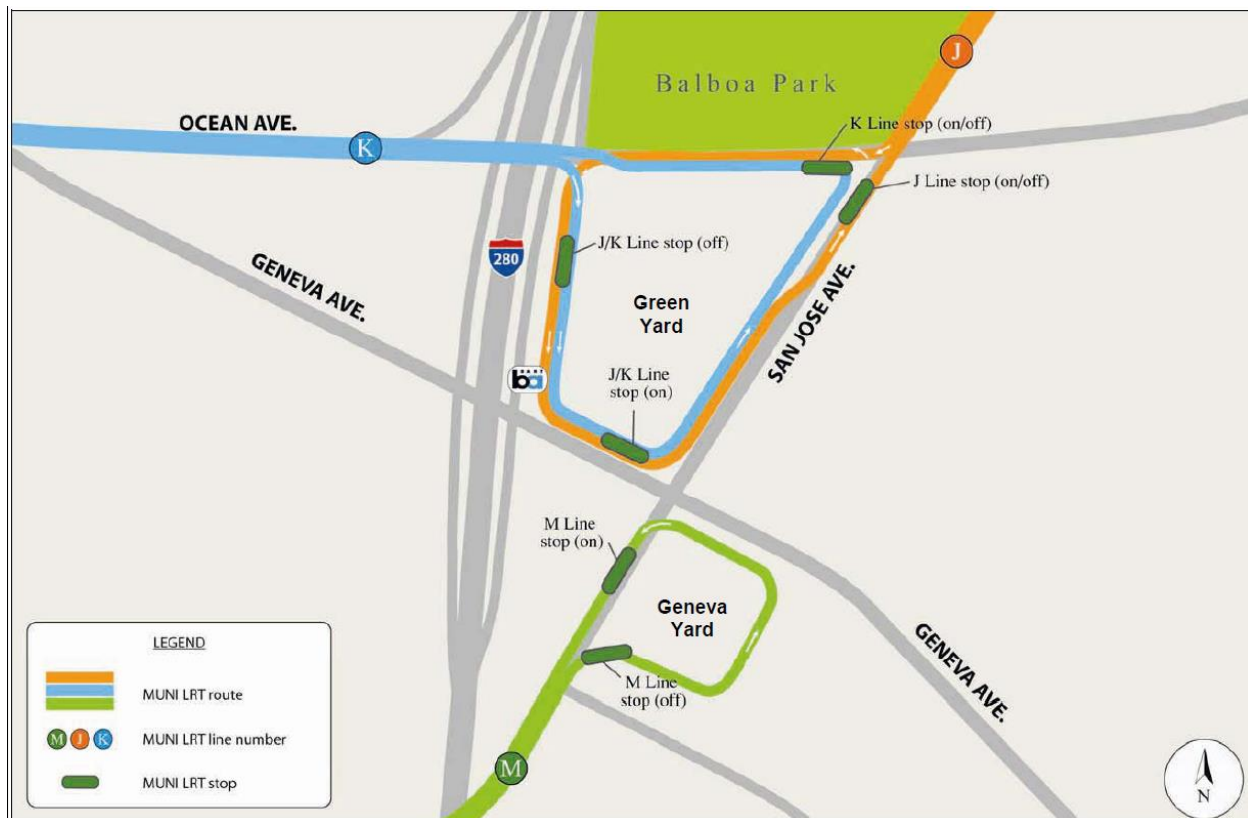 Balboa Park
J
OCEAN AVE.
K
K Line stop (on/off)
J Line stop (on/off)
J/K Line stop (off)
280
GENEVA AVE.
Green
Yard
SAN JOSE AVE.
ba
J/K Line
stop (on)
M Line
stop (on)
Geneva
Yard
M Line
stop (off)
GENEVA AVE.
M
LEGEND
MUNI LRT route
M J K
MUNI LRT line number
MUNI LRT stop
N